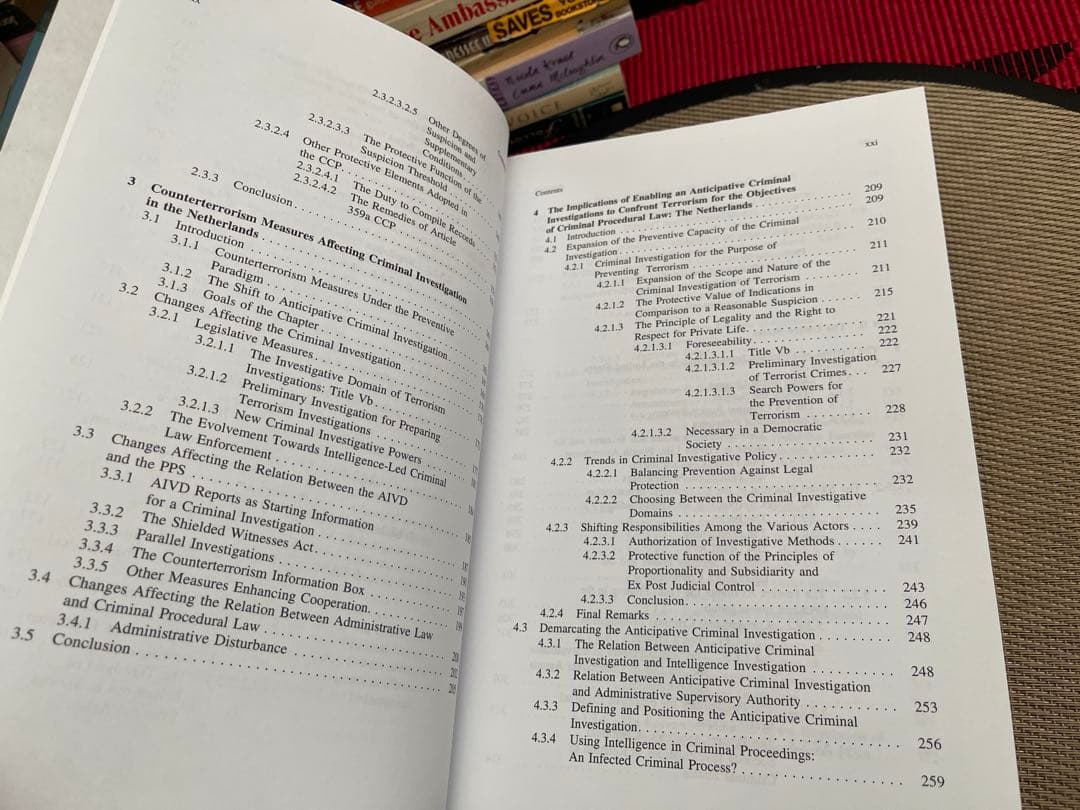 e Ambass
SAVES
BOOKSTO
ESSEE II
Nicola Kraus
Emma McLaughlin
VOICE
2.3.2.3.2.5 Other Degrees of
Suspicion and
Supplementary
Conditions
2.3.2.3.3 The Protective Function of the
Suspicion Threshold
2.3.2.4 Other Protective Elements Adopted in
the CCP
2.3.2.4.1 The Duty to Compile Records
2.3.2.4.2 The Remedies of Article
359a CCP
2.3.3 Conclusion
3 Counterterrorism Measures Affecting Criminal Investigation
in the Netherlands
3.1 Introduction
3.1.1 Counterterrorism Measures Under the Preventive
Paradigm
3.1.2 The Shift to Anticipative Criminal Investigation
3.1.3 Goals of the Chapter
3.2 Changes Affecting the Criminal Investigation
3.2.1 Legislative Measures
3.2.1.1 The Investigative Domain of Terrorism
Investigations: Title Vb
3.2.1.2 Preliminary Investigation for Preparing
Terrorism Investigations
3.2.1.3 New Criminal Investigative Powers
3.2.2 The Evolvement Towards Intelligence-Led Criminal
Law Enforcement
3.3 Changes Affecting the Relation Between the AIVD
and the PPS
3.3.1 AIVD Reports as Starting Information
for a Criminal Investigation
3.3.2 The Shielded Witnesses Act
3.3.3 Parallel Investigations
3.3.4 The Counterterrorism Information Box
3.3.5 Other Measures Enhancing Cooperation
3.4 Changes Affecting the Relation Between Administrative Law
and Criminal Procedural Law
3.4.1 Administrative Disturbance
3.5 Conclusion
Contents xxi
4 The Implications of Enabling an Anticipative Criminal
Investigations to Confront Terrorism for the Objectives
of Criminal Procedural Law: The Netherlands 209
4.1 Introduction 209
4.2 Expansion of the Preventive Capacity of the Criminal
Investigation 210
4.2.1 Criminal Investigation for the Purpose of
Preventing Terrorism 211
4.2.1.1 Expansion of the Scope and Nature of the
Criminal Investigation of Terrorism 211
4.2.1.2 The Protective Value of Indications in
Comparison to a Reasonable Suspicion 215
4.2.1.3 The Principle of Legality and the Right to
Respect for Private Life 221
4.2.1.3.1 Foreseeability 222
4.2.1.3.1.1 Title Vb 222
4.2.1.3.1.2 Preliminary Investigation
of Terrorist Crimes 227
4.2.1.3.1.3 Search Powers for
the Prevention of
Terrorism 228
4.2.1.3.2 Necessary in a Democratic
Society 231
4.2.2 Trends in Criminal Investigative Policy 232
4.2.2.1 Balancing Prevention Against Legal
Protection 232
4.2.2.2 Choosing Between the Criminal Investigative
Domains 235
4.2.3 Shifting Responsibilities Among the Various Actors 239
4.2.3.1 Authorization of Investigative Methods 241
4.2.3.2 Protective function of the Principles of
Proportionality and Subsidiarity and
Ex Post Judicial Control 243
4.2.3.3 Conclusion 246
4.2.4 Final Remarks 247
4.3 Demarcating the Anticipative Criminal Investigation 248
4.3.1 The Relation Between Anticipative Criminal
Investigation and Intelligence Investigation 248
4.3.2 Relation Between Anticipative Criminal Investigation
and Administrative Supervisory Authority 253
4.3.3 Defining and Positioning the Anticipative Criminal
Investigation 256
4.3.4 Using Intelligence in Criminal Proceedings:
An Infected Criminal Process? 259